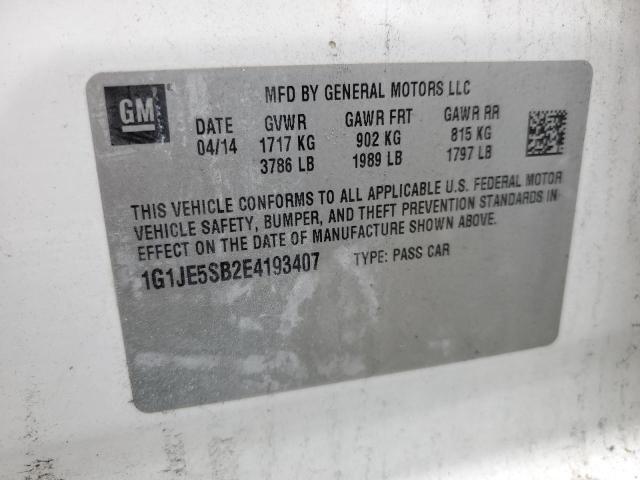 GM
MFD BY GENERAL MOTORS LLC
DATE GVWR GAWR FRT GAWR RR
04/14 1717 KG 902 KG 815 KG
3786 LB 1989 LB 1797 LB
THIS VEHICLE CONFORMS TO ALL APPLICABLE U.S. FEDERAL MOTOR
VEHICLE SAFETY, BUMPER, AND THEFT PREVENTION STANDARDS IN
EFFECT ON THE DATE OF MANUFACTURE SHOWN ABOVE.
1G1JE5SB2E4193407 TYPE: PASS CAR